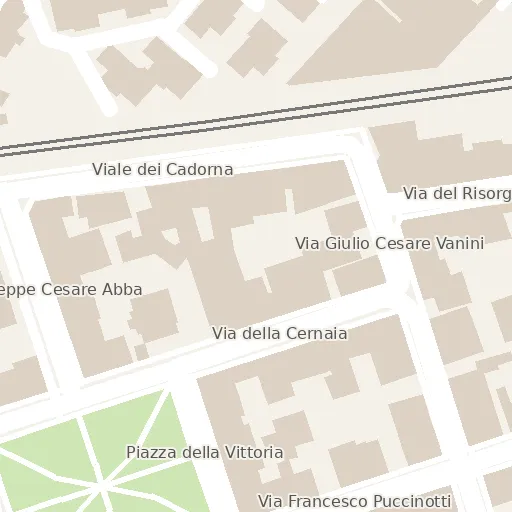 Viale dei Cadorna
Via del Risorg
Via Giulio Cesare Vanini
eppe Cesare Abba
Via della Cernaia
Piazza della Vittoria
Via Francesco Puccinotti